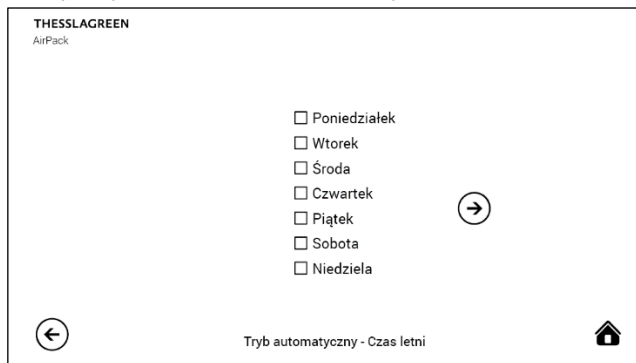 THESSLAGREEN
AirPack
Poniedziałek
Wtorek
Środa
Czwartek
Piątek
Sobota
Niedziela
Tryb automatyczny - Czas letni